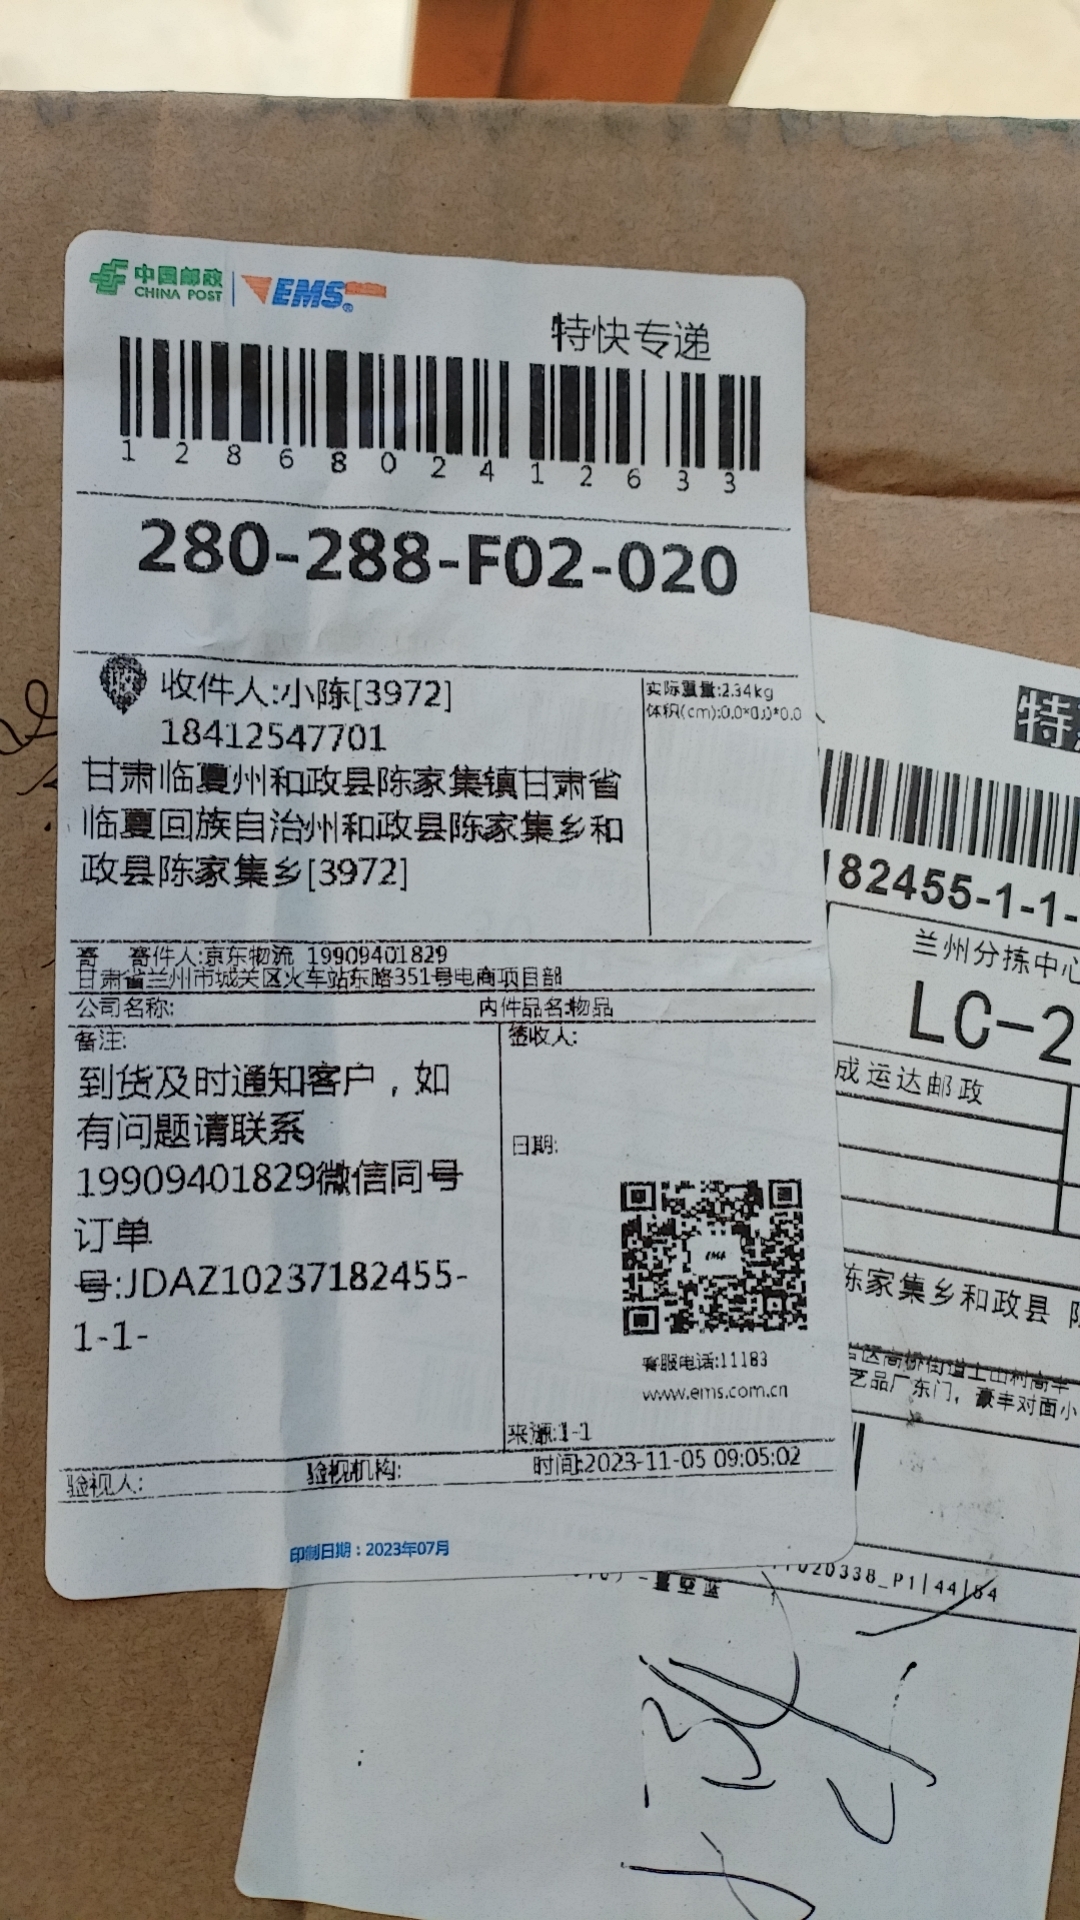 中国邮政
CHINA POST
EMS
特快专递
1 2 8 6 8 0 2 4 1 2 6 3 3
280-288-F02-020
收件人:小陈[3972]
18412547701
甘肃临夏州和政县陈家集镇甘肃省
临夏回族自治州和政县陈家集乡和
政县陈家集乡[3972]
实际重量:2.34kg
体积(cm):0.0*0.0*0.0
寄 寄件人:京东物流 19909401829
甘肃省兰州市城关区火车站东路351号电商项目部
公司名称: 内件品名:物品
备注:
到货及时通知客户，如
有问题请联系
19909401829微信同号
订单
号:JDAZ10237182455-
1-1-
签收人:
日期:
客服电话:11183
www.ems.com.cn
来源:1-1
时间:2023-11-05 09:05:02
验视人: 验视机构:
印制日期：2023年07月
特
182455-1-1-
兰州分拣中心
LC-2
成运达邮政
陈家集乡和政县
区高桥街道上山村高丰
艺品厂东门，豪丰对面小
020338_P1|44|64